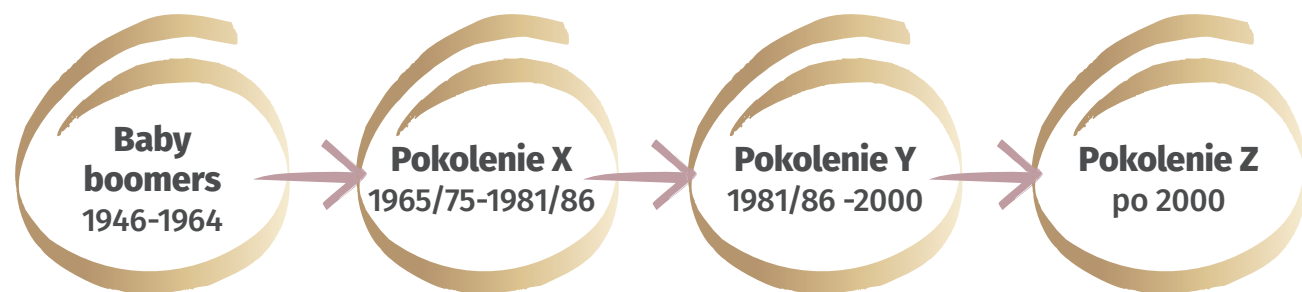 Baby
boomers
1946-1964
Pokolenie X
1965/75-1981/86
Pokolenie Y
1981/86 -2000
Pokolenie Z
po 2000